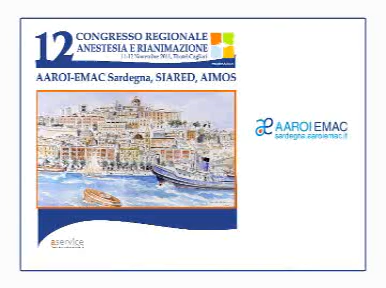 12 CONGRESSO REGIONALE
ANESTESIA E RIANIMAZIONE
AAROI-EMAC Sardegna, SIARED, AIMOS
AAROI EMAC
sardegna.aaroiemac.it
aservice